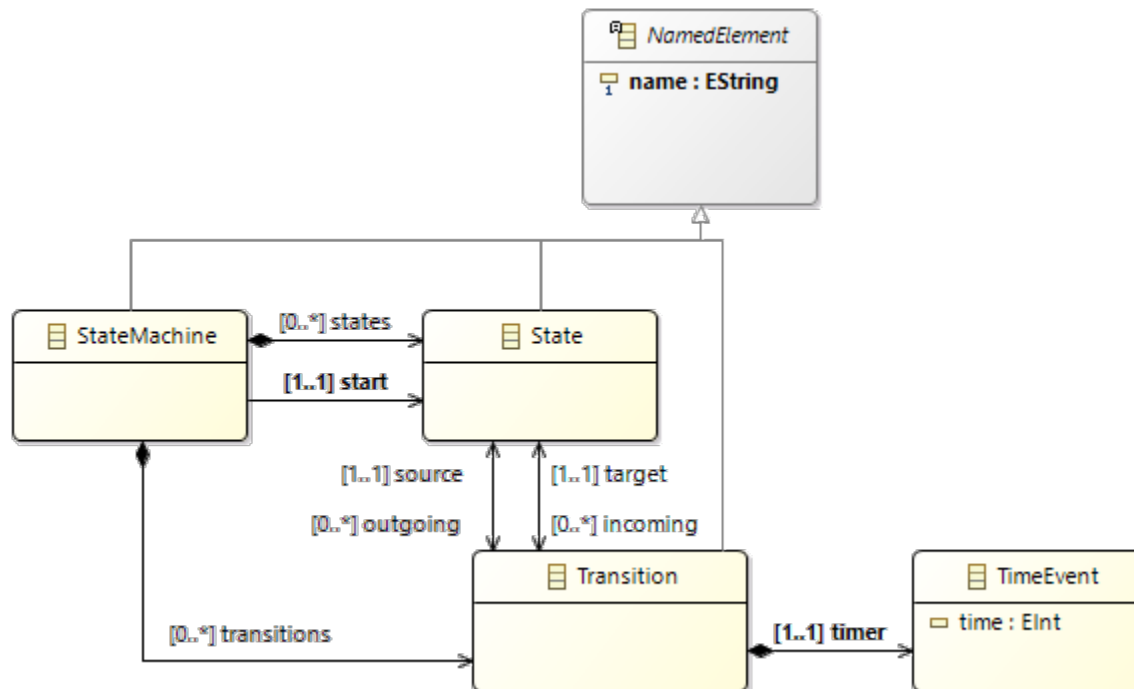 NamedElement
name : EString
StateMachine
[0..*] states
State
[1..1] start
[1..1] source
[1..1] target
[0..*] outgoing
[0..*] incoming
Transition
TimeEvent
[0..*] transitions
[1..1] timer
time : EInt